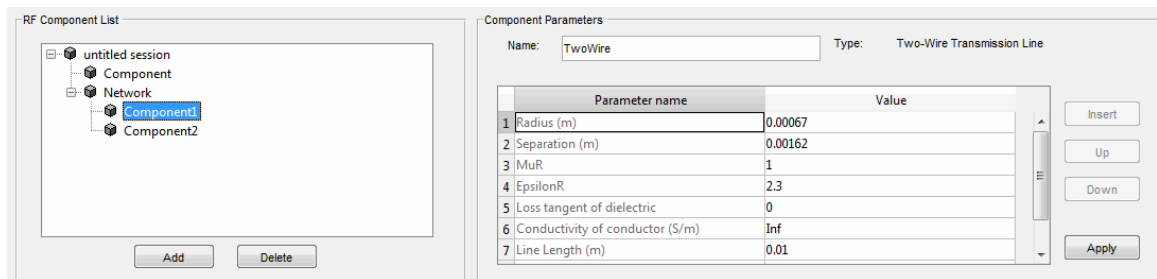 RF Component List
untitled session
Component
Network
Component1
Component2
Add
Delete
Component Parameters
Name:
TwoWire
Type:
Two-Wire Transmission Line
Parameter name
Value
1 Radius (m) 0.00067
2 Separation (m) 0.00162
3 MuR 1
4 EpsilonR 2.3
5 Loss tangent of dielectric 0
6 Conductivity of conductor (S/m) Inf
7 Line Length (m) 0.01
Insert
Up
Down
Apply